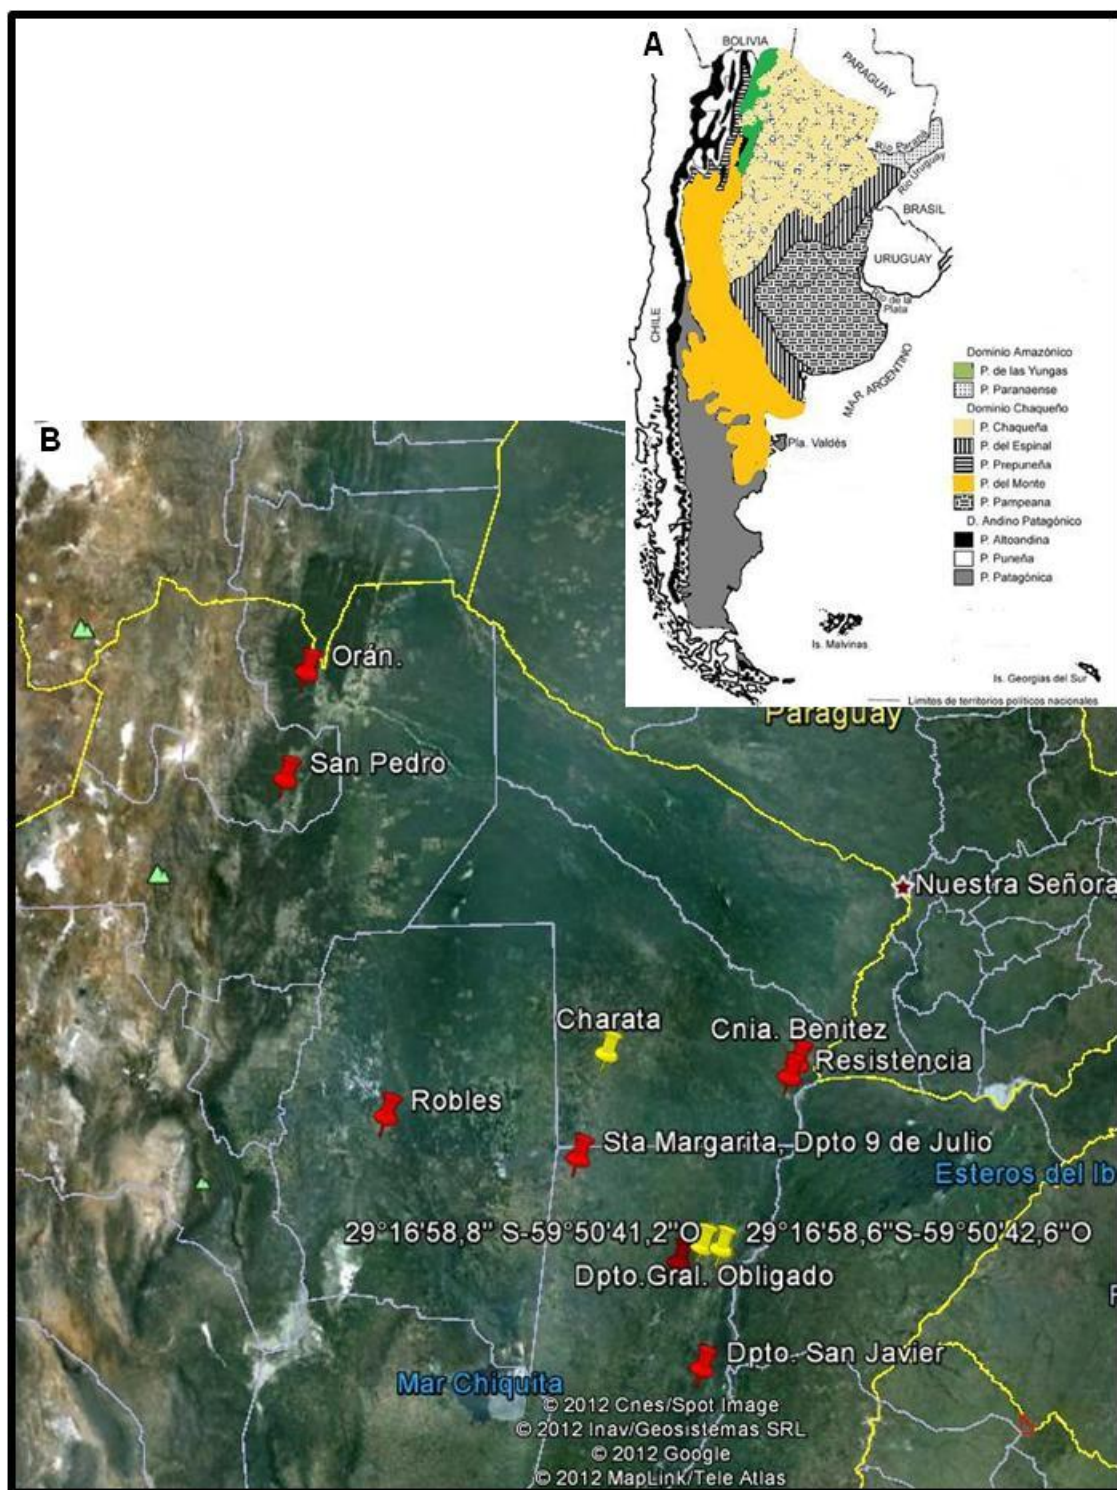 A
BOLIVIA
PARAGUAY
Río Paraná
Río Uruguay
BRASIL
URUGUAY
Río de la
Plata
CHILE
MAR ARGENTINO
Dominio Amazónico
P. de las Yungas
P. Paranaense
Dominio Chaqueño
P. Chaqueña
P. del Espinal
P. Prepuneña
P. del Monte
P. Pampeana
D. Andino Patagónico
P. Altoandina
P. Puneña
P. Patagónica
Pla. Valdés
Is. Malvinas
Is. Georgias del Sur
Limites de territorios políticos nacionales
B
Orán.
Paraguay
San Pedro
Nuestra Señora
Charata
Cnia. Benitez
Resistencia
Robles
Sta Margarita, Dpto 9 de Julio
Esteros del Ib
29°16'58,8" S-59°50'41,2"O
29°16'58,6"S-59°50'42,6"O
Dpto.Gral. Obligado
Dpto. San Javier
Mar Chiquita
© 2012 Cnes/Spot Image
© 2012 Inav/Geosistemas SRL
© 2012 Google
© 2012 MapLink/Tele Atlas